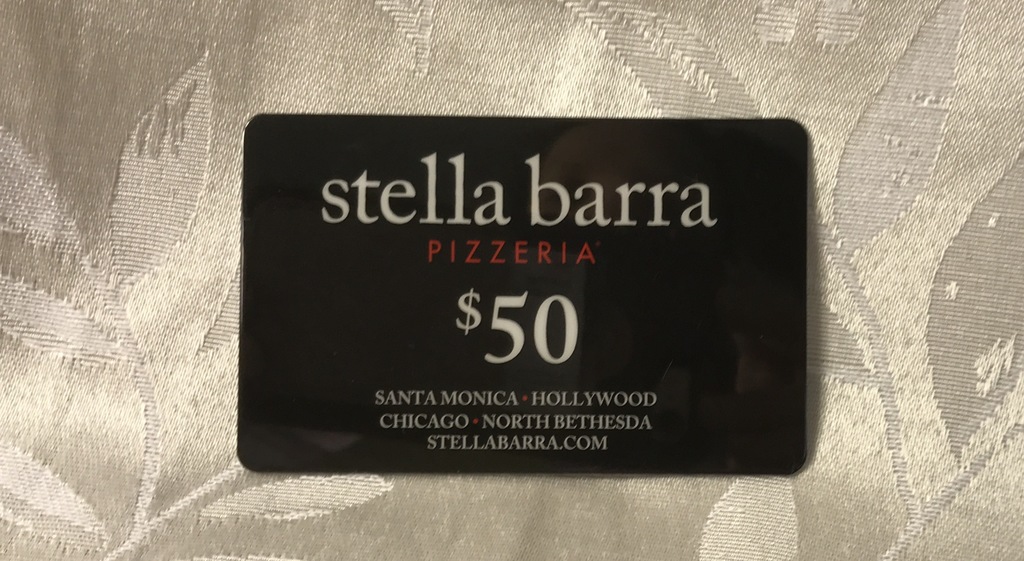 stella barra
PIZZERIA®
$50
SANTA MONICA • HOLLYWOOD
CHICAGO • NORTH BETHESDA
STELLABARRA.COM